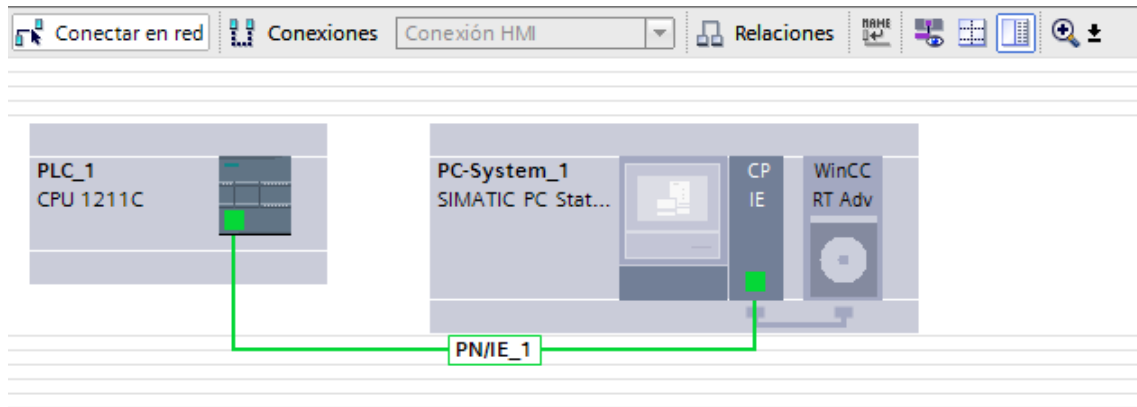 Conectar en red Conexiones Conexión HMI Relaciones NAME
PLC_1
CPU 1211C
PC-System_1
SIMATIC PC Stat...
CP
IE
WinCC
RT Adv
PN/IE_1